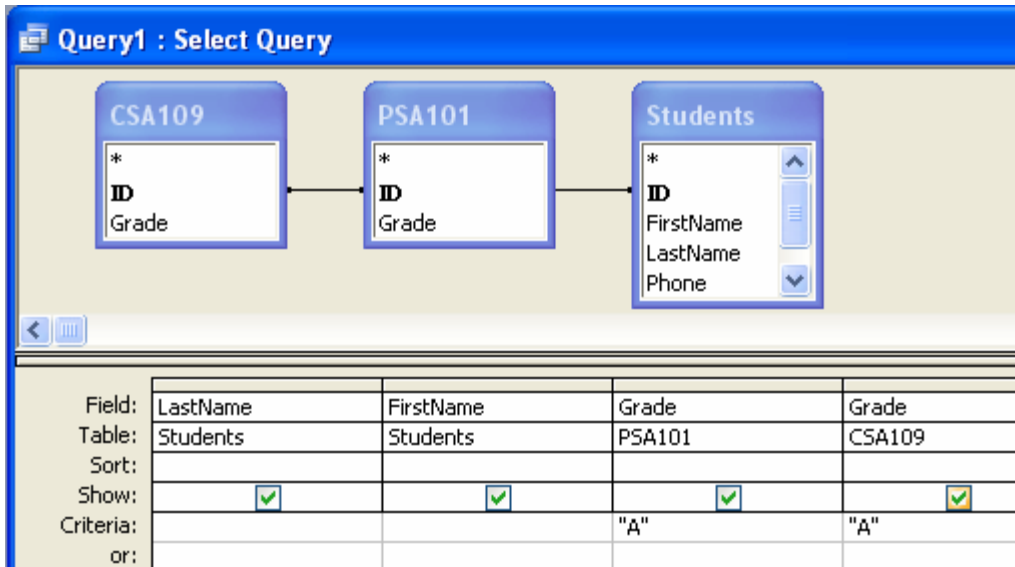 Query1 : Select Query
CSA109 PSA101 Students
* * *
ID ID ID
Grade Grade FirstName
LastName
Phone
Field: LastName FirstName Grade Grade
Table: Students Students PSA101 CSA109
Sort:
Show:
Criteria: "A" "A"
or: